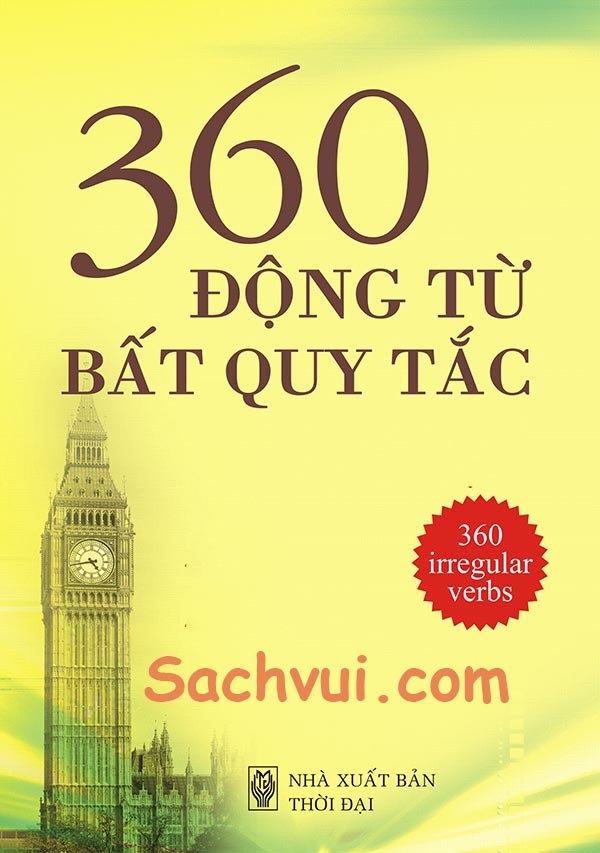 360
ĐỘNG TỪ
BẤT QUY TẮC
360
irregular
verbs
Sachvui.com
NHÀ XUẤT BẢN
THỜI ĐẠI